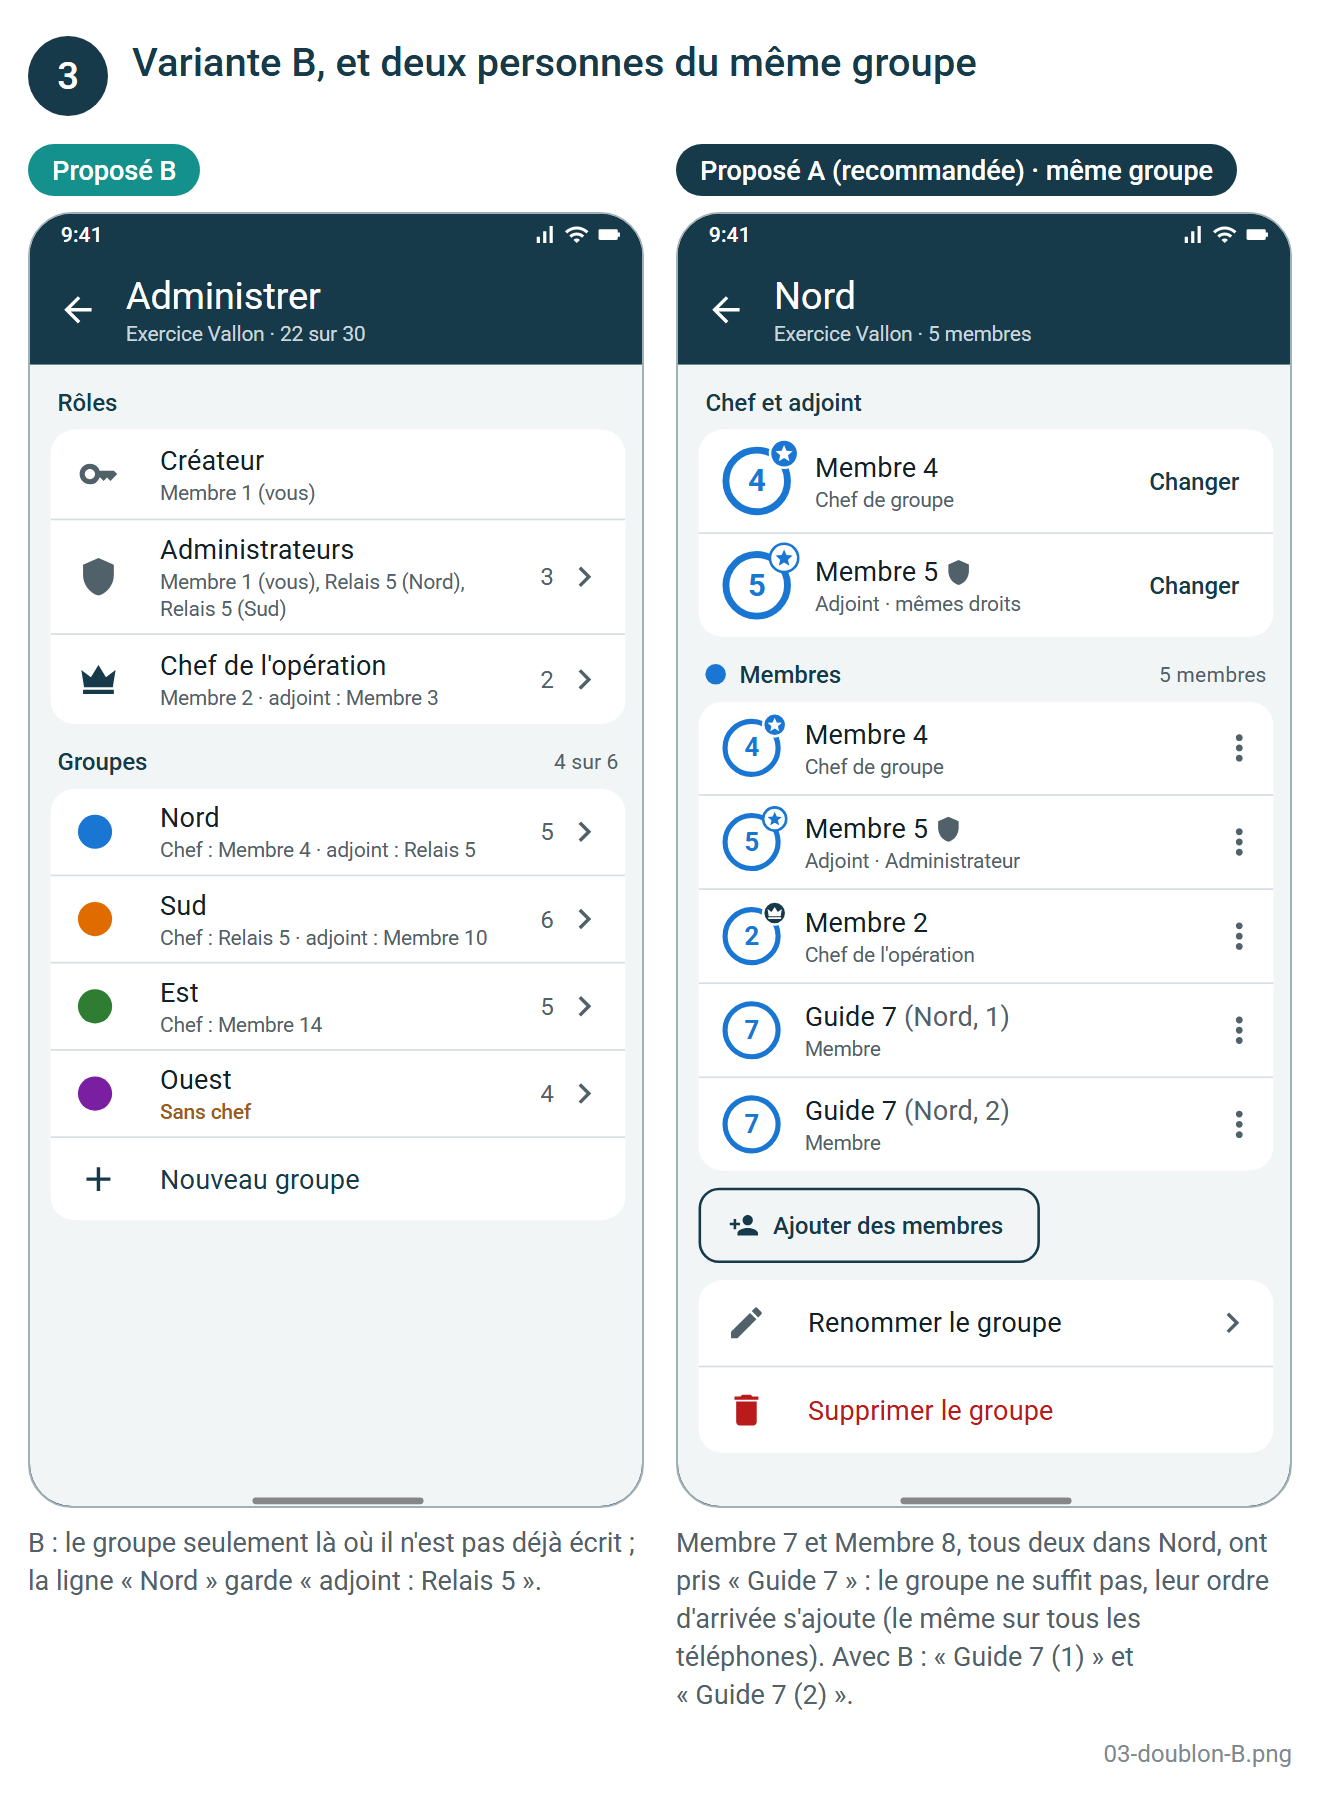 3
Variante B, et deux personnes du même groupe
Proposé B
9:41
Administrer
Exercice Vallon · 22 sur 30
Rôles
Créateur
Membre 1 (vous)
Administrateurs
Membre 1 (vous), Relais 5 (Nord),
Relais 5 (Sud)
3
Chef de l'opération
Membre 2 · adjoint : Membre 3
2
Groupes
4 sur 6
Nord
Chef : Membre 4 · adjoint : Relais 5
5
Sud
Chef : Relais 5 · adjoint : Membre 10
6
Est
Chef : Membre 14
5
Ouest
Sans chef
4
Nouveau groupe
B : le groupe seulement là où il n'est pas déjà écrit ;
la ligne « Nord » garde « adjoint : Relais 5 ».
Proposé A (recommandée) · même groupe
9:41
Nord
Exercice Vallon · 5 membres
Chef et adjoint
4
Membre 4
Chef de groupe
Changer
5
Membre 5
Adjoint · mêmes droits
Changer
Membres
5 membres
4
Membre 4
Chef de groupe
5
Membre 5
Adjoint · Administrateur
2
Membre 2
Chef de l'opération
7
Guide 7 (Nord, 1)
Membre
7
Guide 7 (Nord, 2)
Membre
Ajouter des membres
Renommer le groupe
Supprimer le groupe
Membre 7 et Membre 8, tous deux dans Nord, ont
pris « Guide 7 » : le groupe ne suffit pas, leur ordre
d'arrivée s'ajoute (le même sur tous les
téléphones). Avec B : « Guide 7 (1) » et
« Guide 7 (2) ».
03-doublon-B.png